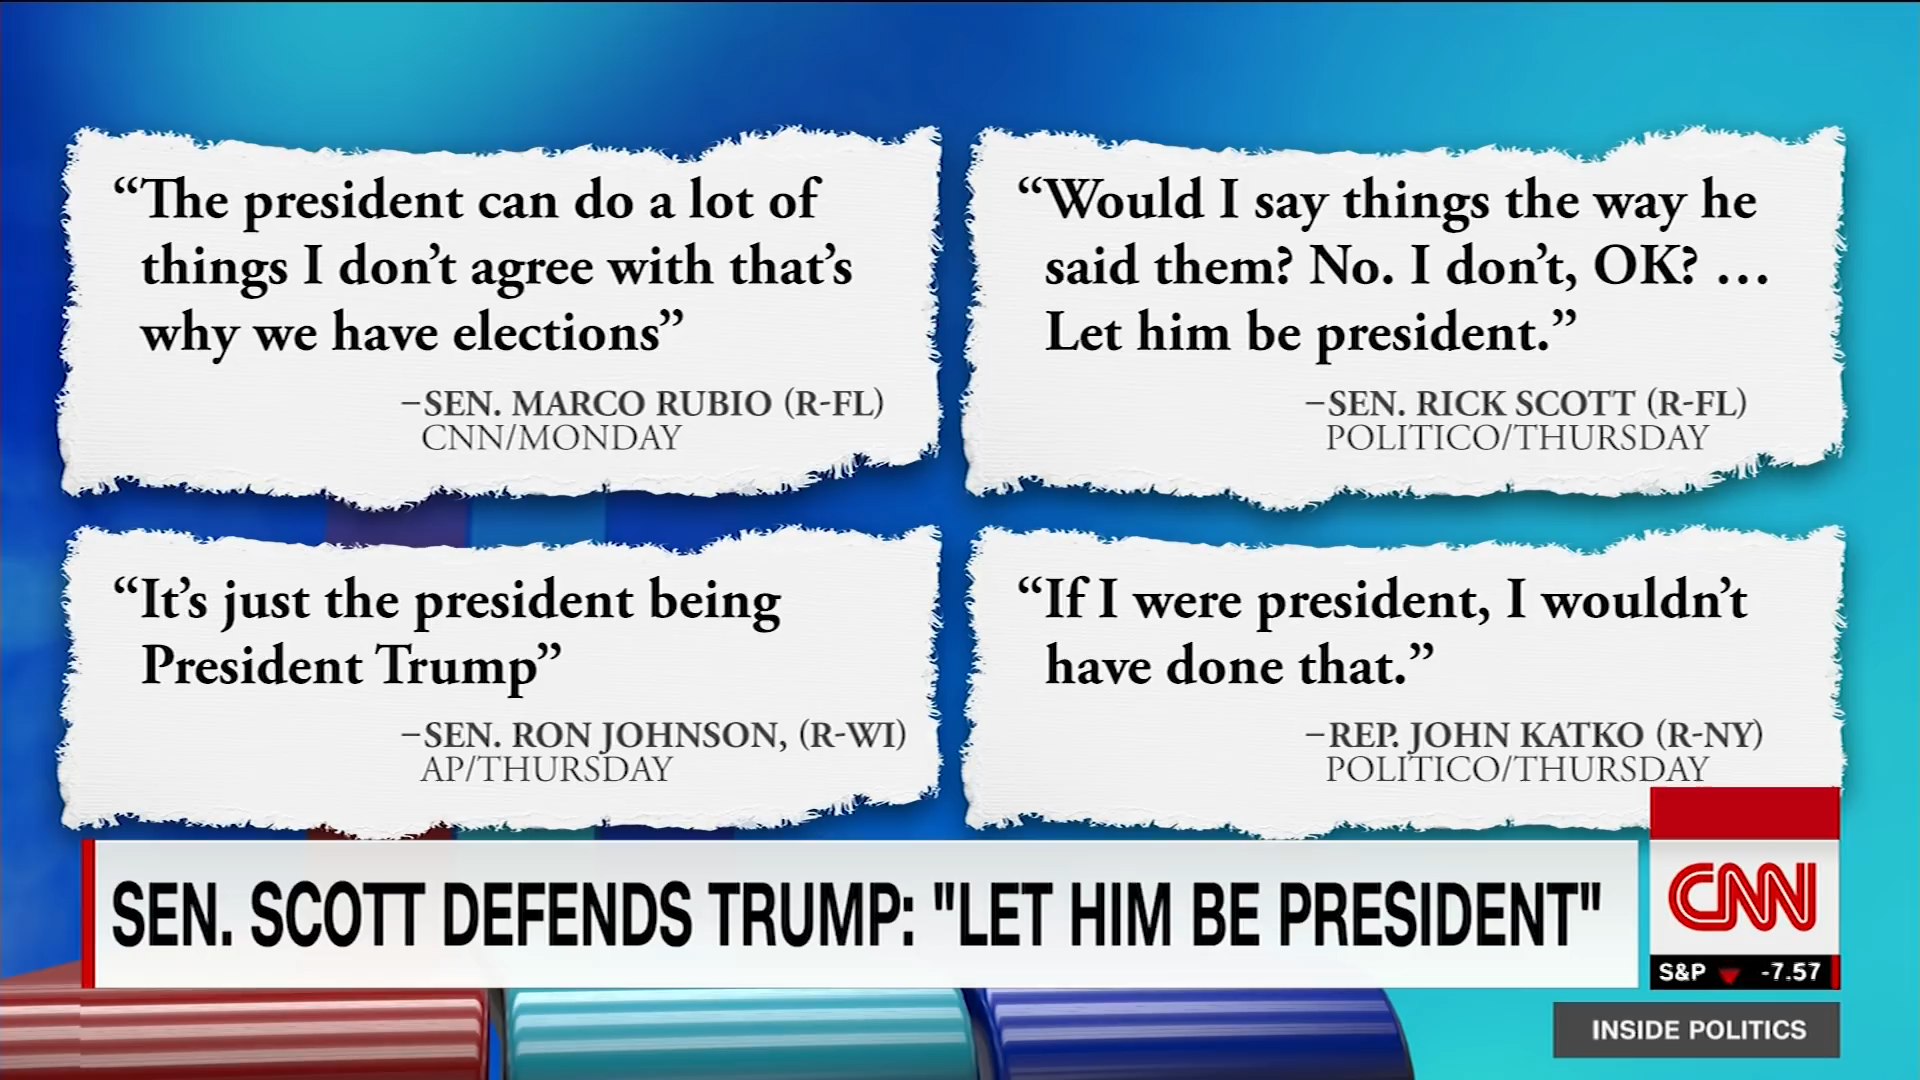 “The president can do a lot of
things I don’t agree with that’s
why we have elections”
–SEN. MARCO RUBIO (R-FL)
CNN/MONDAY
“Would I say things the way he
said them? No. I don’t, OK? …
Let him be president.”
–SEN. RICK SCOTT (R-FL)
POLITICO/THURSDAY
“It’s just the president being
President Trump”
–SEN. RON JOHNSON, (R-WI)
AP/THURSDAY
“If I were president, I wouldn’t
have done that.”
–REP. JOHN KATKO (R-NY)
POLITICO/THURSDAY
SEN. SCOTT DEFENDS TRUMP: "LET HIM BE PRESIDENT"
CNN
S&P ▼ -7.57
INSIDE POLITICS